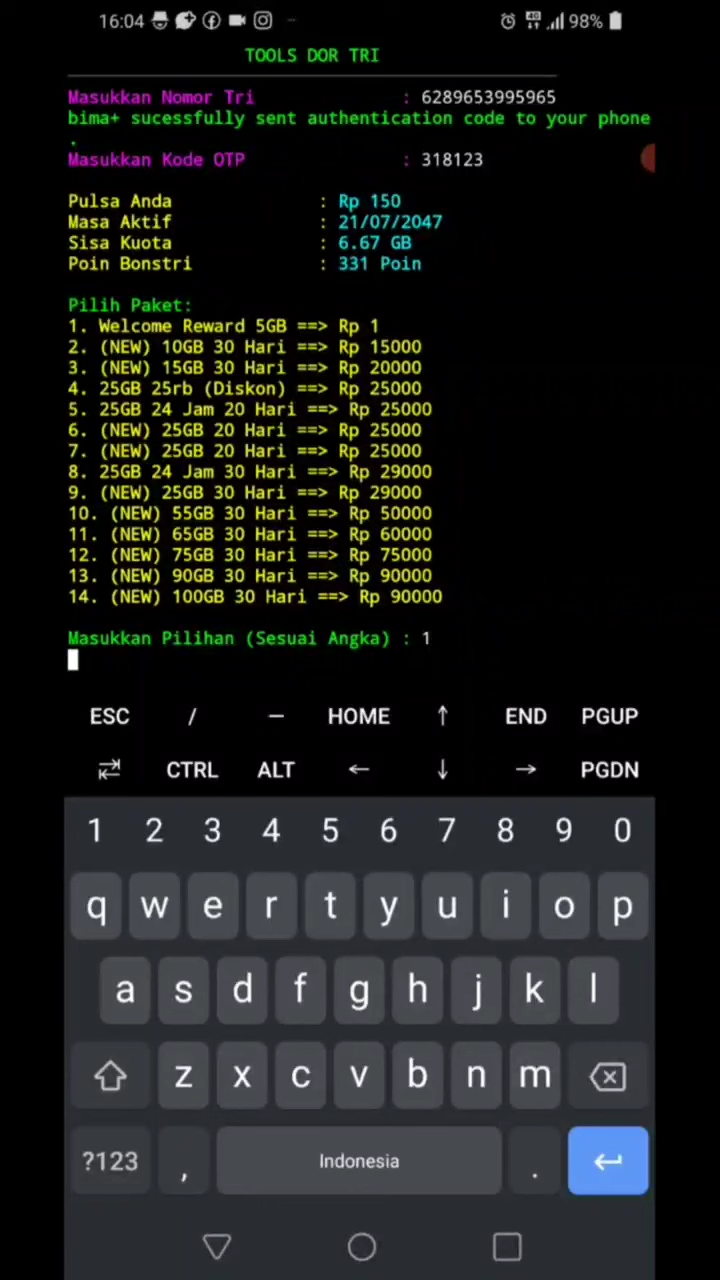 16:04 98%
TOOLS DOR TRI
Masukkan Nomor Tri : 6289653995965
bima+ sucessfully sent authentication code to your phone
.
Masukkan Kode OTP : 318123
Pulsa Anda : Rp 150
Masa Aktif : 21/07/2047
Sisa Kuota : 6.67 GB
Poin Bonstri : 331 Poin
Pilih Paket:
1. Welcome Reward 5GB ==> Rp 1
2. (NEW) 10GB 30 Hari ==> Rp 15000
3. (NEW) 15GB 30 Hari ==> Rp 20000
4. 25GB 25rb (Diskon) ==> Rp 25000
5. 25GB 24 Jam 20 Hari ==> Rp 25000
6. (NEW) 25GB 20 Hari ==> Rp 25000
7. (NEW) 25GB 20 Hari ==> Rp 25000
8. 25GB 24 Jam 30 Hari ==> Rp 29000
9. (NEW) 25GB 30 Hari ==> Rp 29000
10. (NEW) 55GB 30 Hari ==> Rp 50000
11. (NEW) 65GB 30 Hari ==> Rp 60000
12. (NEW) 75GB 30 Hari ==> Rp 75000
13. (NEW) 90GB 30 Hari ==> Rp 90000
14. (NEW) 100GB 30 Hari ==> Rp 90000
Masukkan Pilihan (Sesuai Angka) : 1
ESC / – HOME ↑ END PGUP
CTRL ALT ← ↓ → PGDN
1 2 3 4 5 6 7 8 9 0
q w e r t y u i o p
a s d f g h j k l
z x c v b n m
?123 , Indonesia .